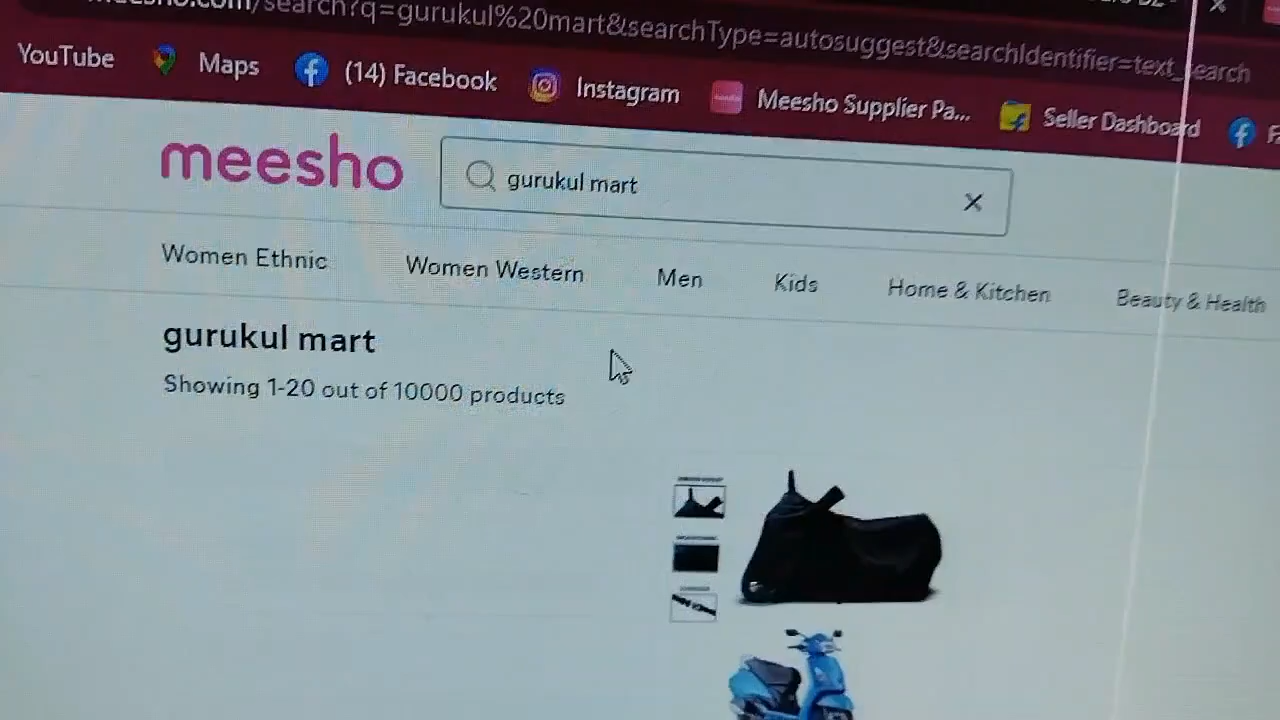 meesho.com/search?q=gurukul%20mart&searchType=autosuggest&searchIdentifier=text_search
YouTube Maps (14) Facebook Instagram Meesho Supplier Pa... Seller Dashboard
meesho gurukul mart
Women Ethnic Women Western Men Kids Home & Kitchen Beauty & Health
gurukul mart
Showing 1-20 out of 10000 products